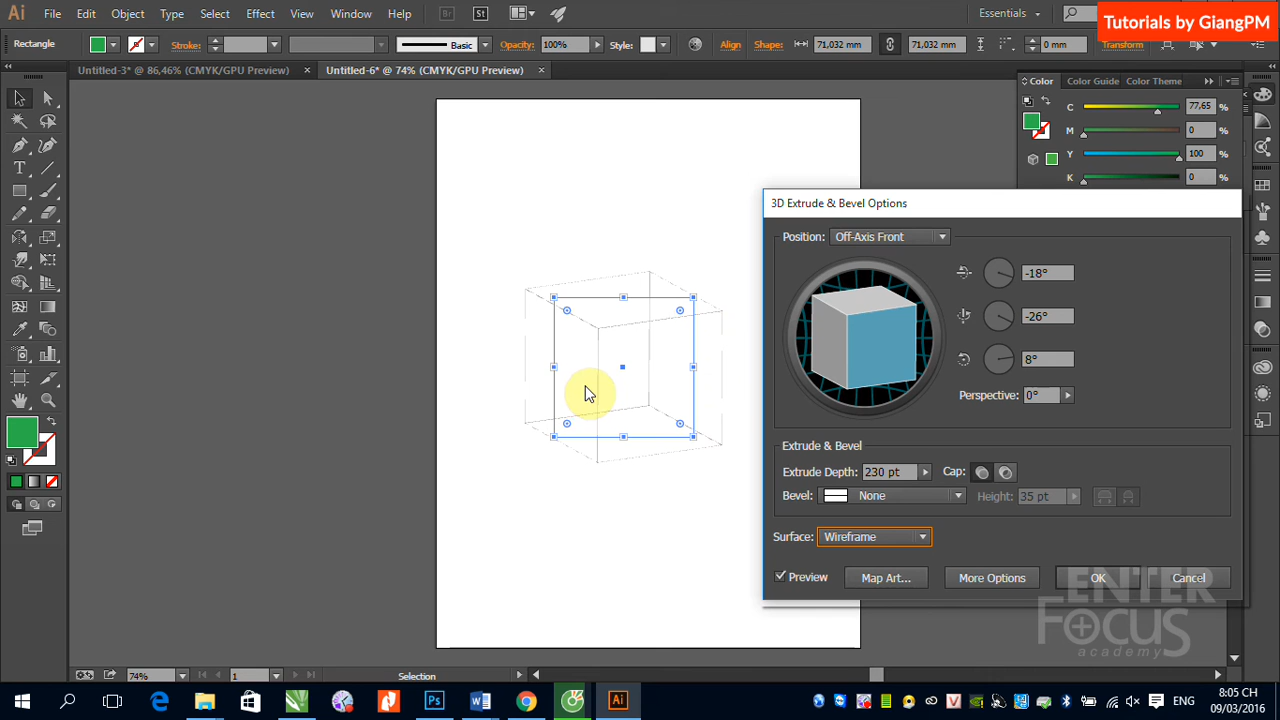 Ai File Edit Object Type Select Effect View Window Help Br St Essentials
Tutorials by GiangPM
Rectangle Stroke: Basic Opacity: 100% Style: Align Shape: 71,032 mm 71,032 mm 0 mm Transform
Untitled-3* @ 86,46% (CMYK/GPU Preview) × Untitled-6* @ 74% (CMYK/GPU Preview) ×
Color Color Guide Color Theme
C 77,65 %
M 0 %
Y 100 %
K 0 %
3D Extrude & Bevel Options
Position: Off-Axis Front
-18°
-26°
8°
Perspective: 0°
Extrude & Bevel
Extrude Depth: 230 pt Cap:
Bevel: None Height: 35 pt
Surface: Wireframe
Preview Map Art... More Options OK Cancel
ENTER
FOCUS
academy
74% 1 Selection
ENG 8:05 CH
09/03/2016